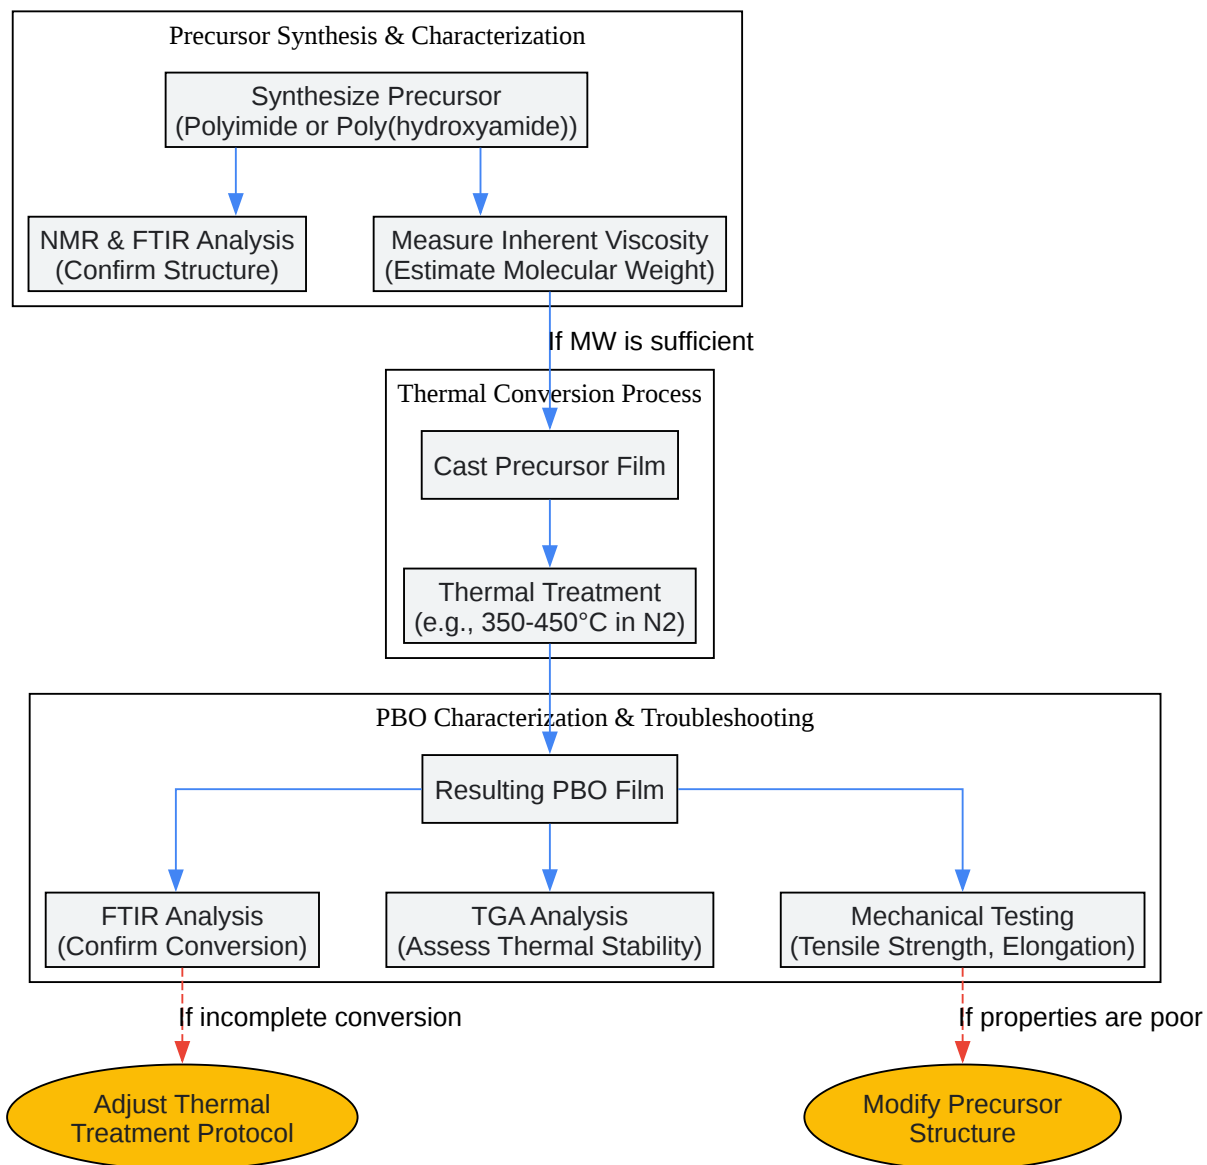 Precursor Synthesis & Characterization
Synthesize Precursor
(Polyimide or Poly(hydroxyamide))
NMR & FTIR Analysis
(Confirm Structure)
Measure Inherent Viscosity
(Estimate Molecular Weight)
If MW is sufficient
Thermal Conversion Process
Cast Precursor Film
Thermal Treatment
(e.g., 350-450°C in N2)
PBO Characterization & Troubleshooting
Resulting PBO Film
FTIR Analysis
(Confirm Conversion)
TGA Analysis
(Assess Thermal Stability)
Mechanical Testing
(Tensile Strength, Elongation)
If incomplete conversion
If properties are poor
Adjust Thermal
Treatment Protocol
Modify Precursor
Structure